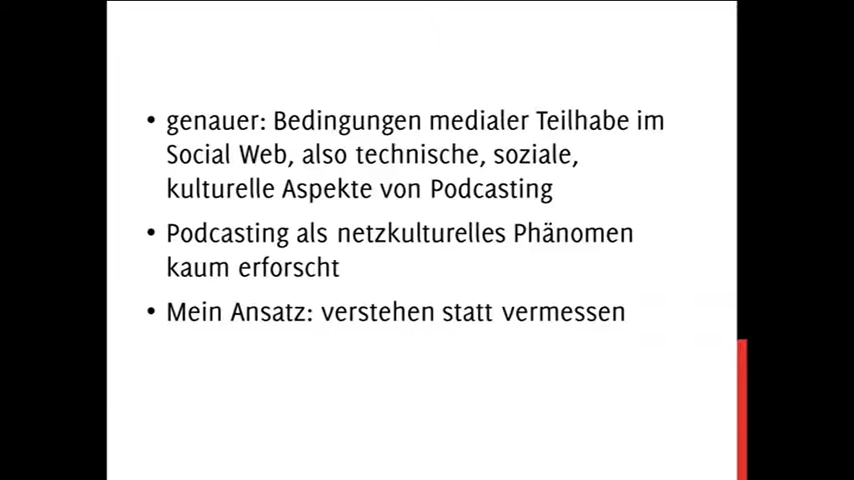 • genauer: Bedingungen medialer Teilhabe im
Social Web, also technische, soziale,
kulturelle Aspekte von Podcasting
• Podcasting als netzkulturelles Phänomen
kaum erforscht
• Mein Ansatz: verstehen statt vermessen